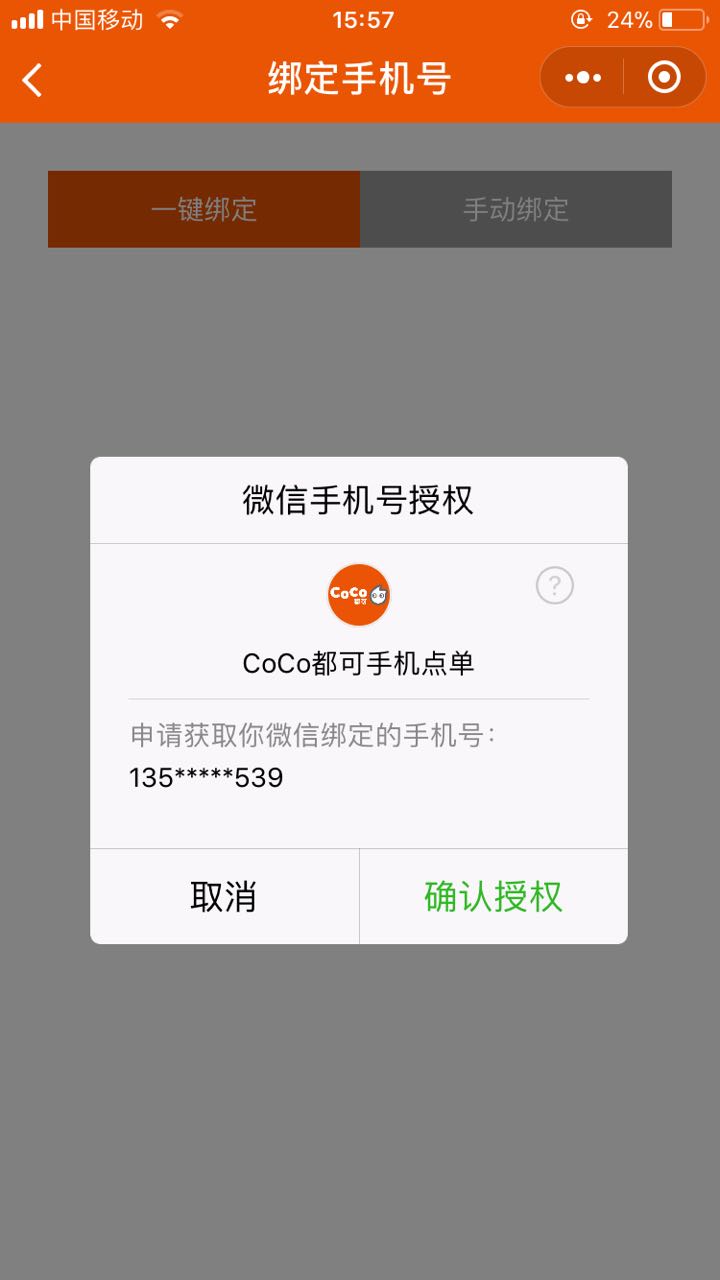 中国移动 15:57 24%
绑定手机号
一键绑定 手动绑定
微信手机号授权
CoCo
都可
?
CoCo都可手机点单
申请获取你微信绑定的手机号：
135*****539
取消 确认授权